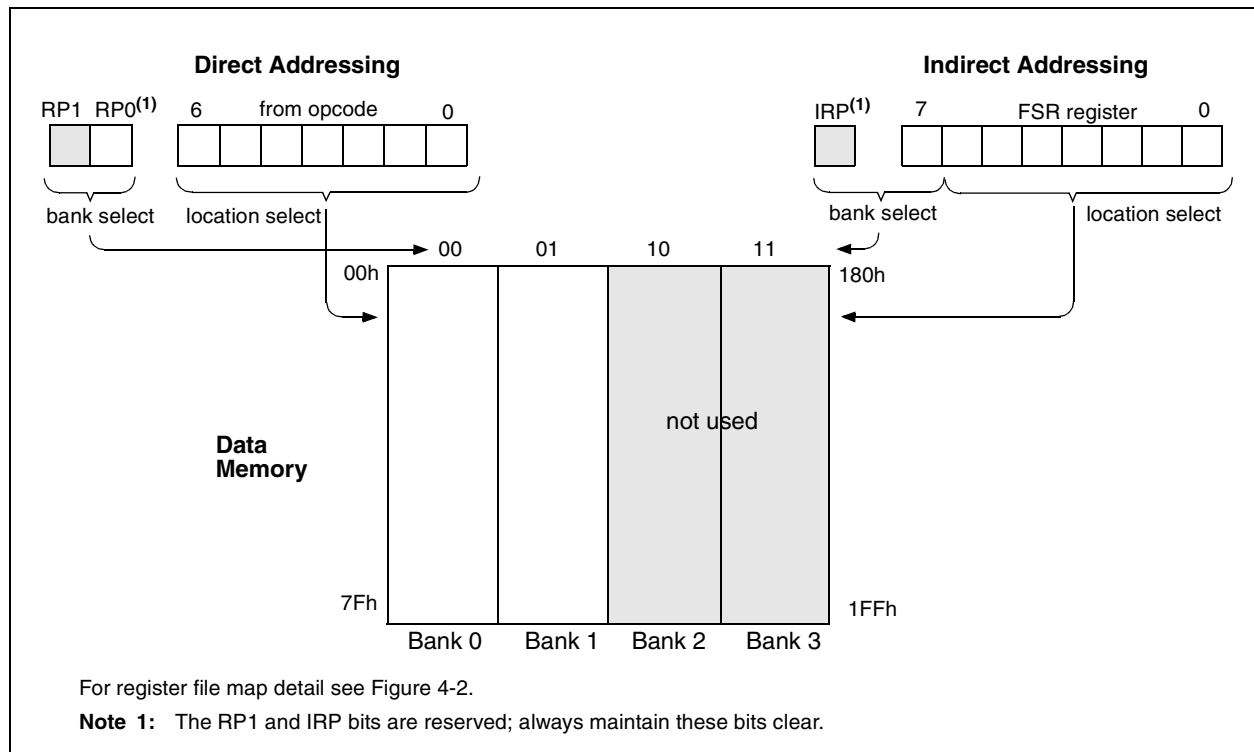 Direct Addressing
RP1 RP0(1) 6 from opcode 0
bank select location select
Indirect Addressing
IRP(1) 7 FSR register 0
bank select location select
00 01 10 11
00h 180h
not used
Data
Memory
7Fh 1FFh
Bank 0 Bank 1 Bank 2 Bank 3
For register file map detail see Figure 4-2.
Note 1: The RP1 and IRP bits are reserved; always maintain these bits clear.